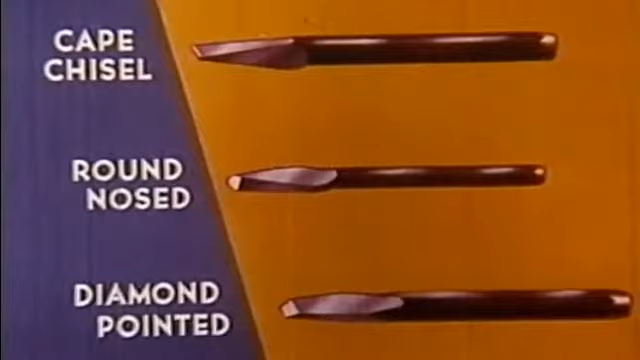 CAPE
CHISEL
ROUND
NOSED
DIAMOND
POINTED